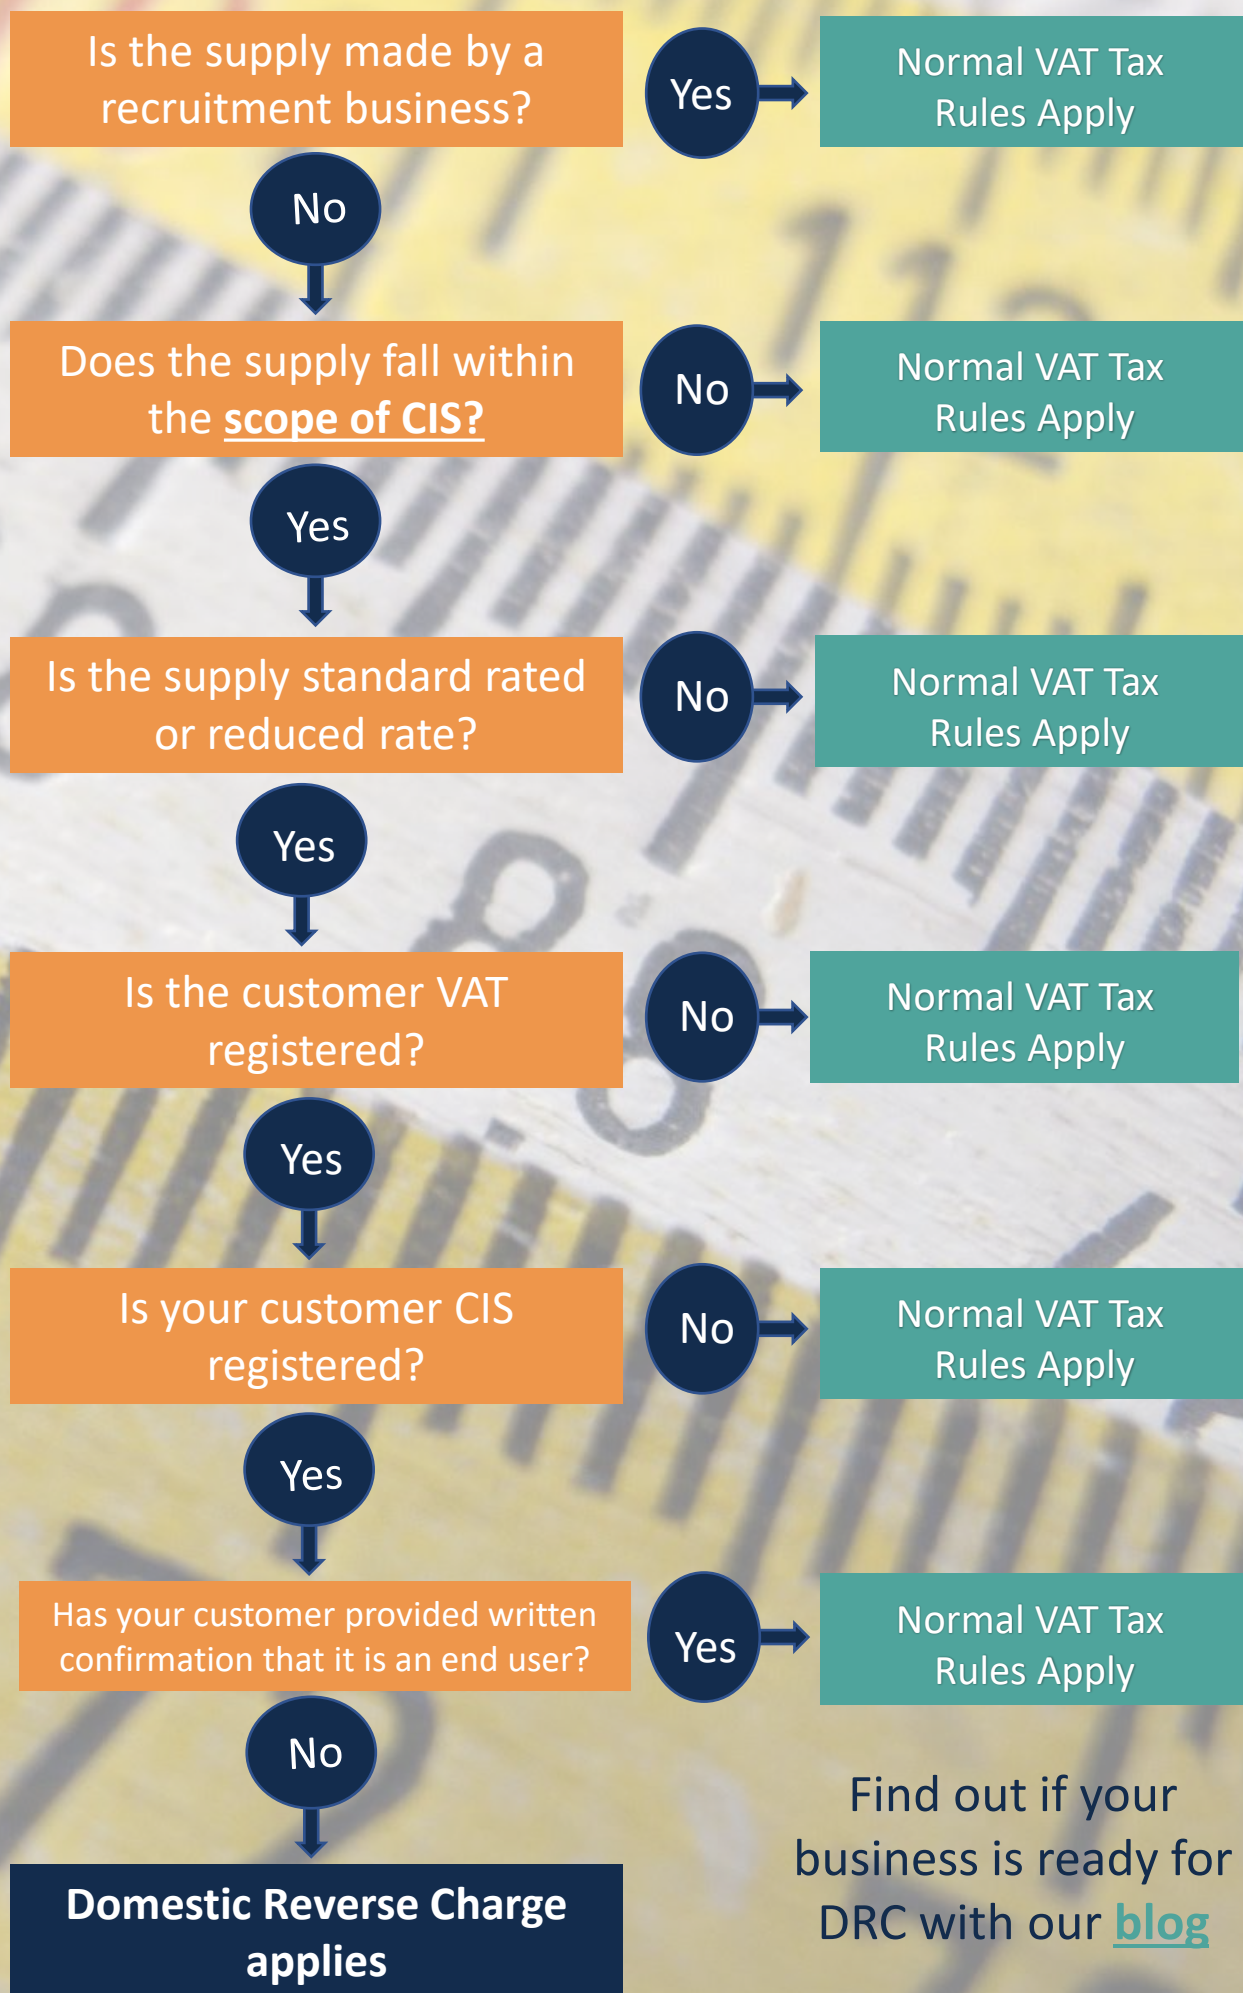 Is the supply made by a
recruitment business?
Yes
Normal VAT Tax
Rules Apply
No
Does the supply fall within
the scope of CIS?
No
Normal VAT Tax
Rules Apply
Yes
Is the supply standard rated
or reduced rate?
No
Normal VAT Tax
Rules Apply
Yes
Is the customer VAT
registered?
No
Normal VAT Tax
Rules Apply
Yes
Is your customer CIS
registered?
No
Normal VAT Tax
Rules Apply
Yes
Has your customer provided written
confirmation that it is an end user?
Yes
Normal VAT Tax
Rules Apply
No
Domestic Reverse Charge
applies
Find out if your
business is ready for
DRC with our blog